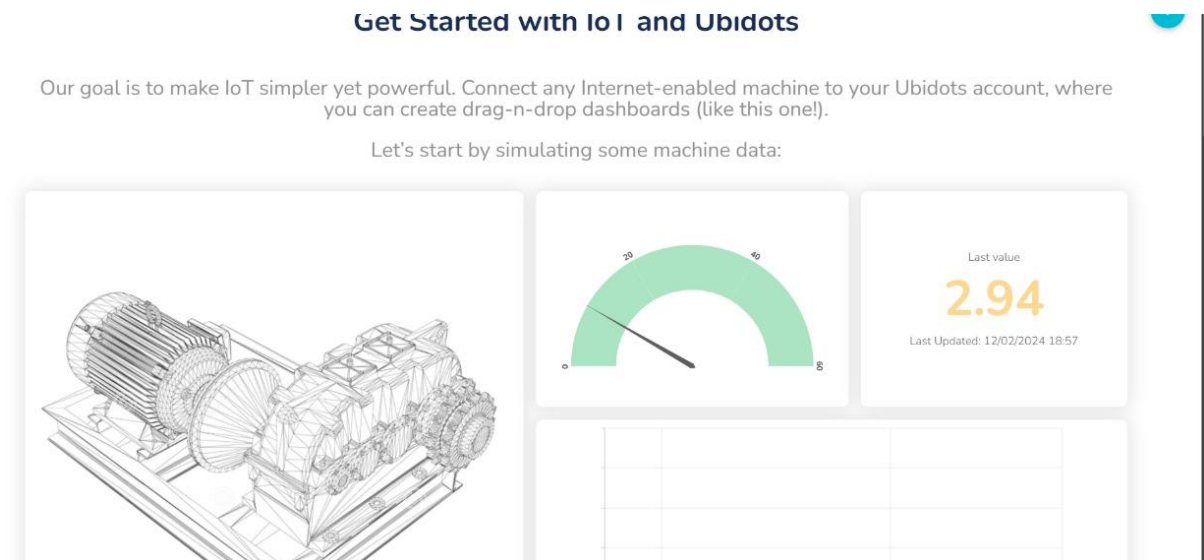 Get Started with IoT and Ubidots
Our goal is to make IoT simpler yet powerful. Connect any Internet-enabled machine to your Ubidots account, where
you can create drag-n-drop dashboards (like this one!).
Let's start by simulating some machine data:
0
20
40
60
Last value
2.94
Last Updated: 12/02/2024 18:57